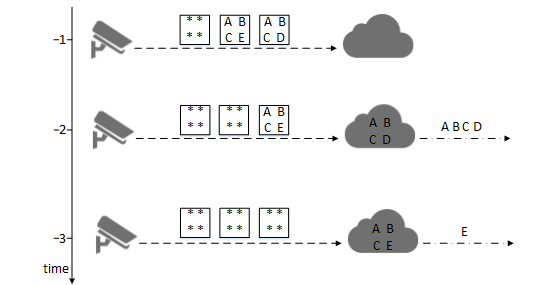 * * A B A B
-1
* * C E C D
* * * * A B A B
-2 A B C D
* * * * C E C D
* * * * * * A B
-3 E
* * * * * * C E
time